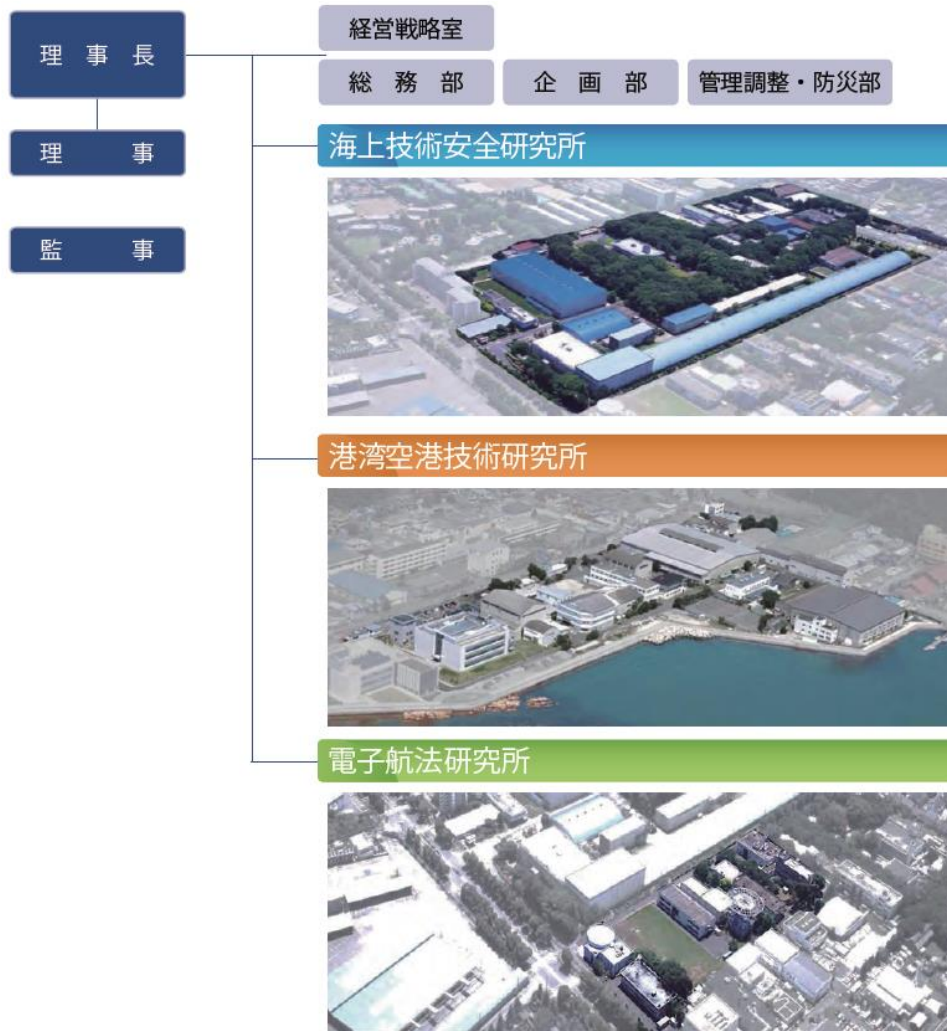 理事長
理事
監事
経営戦略室
総務部 企画部 管理調整・防災部
海上技術安全研究所
港湾空港技術研究所
電子航法研究所